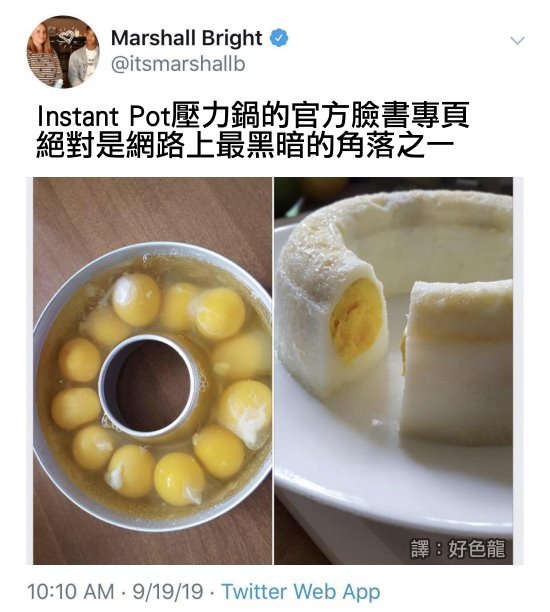 Marshall Bright
@itsmarshallb
Instant Pot壓力鍋的官方臉書專頁
絕對是網路上最黑暗的角落之一
譯：好色龍
10:10 AM · 9/19/19 · Twitter Web App